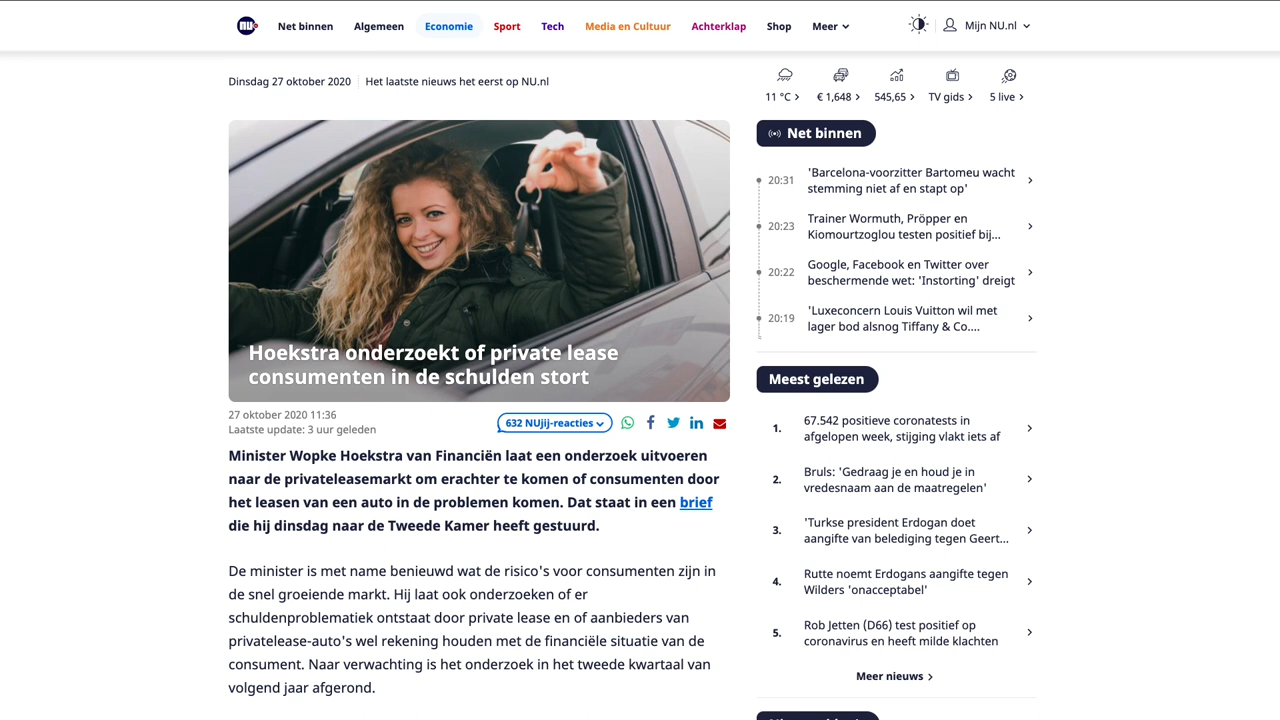 NU
Net binnen
Algemeen
Economie
Sport
Tech
Media en Cultuur
Achterklap
Shop
Meer
Mijn NU.nl
Dinsdag 27 oktober 2020
Het laatste nieuws het eerst op NU.nl
11 °C
€ 1,648
545,65
TV gids
5 live
Hoekstra onderzoekt of private lease
consumenten in de schulden stort
27 oktober 2020 11:36
Laatste update: 3 uur geleden
632 NUjij-reacties
Minister Wopke Hoekstra van Financiën laat een onderzoek uitvoeren
naar de privateleasemarkt om erachter te komen of consumenten door
het leasen van een auto in de problemen komen. Dat staat in een brief
die hij dinsdag naar de Tweede Kamer heeft gestuurd.
De minister is met name benieuwd wat de risico's voor consumenten zijn in
de snel groeiende markt. Hij laat ook onderzoeken of er
schuldenproblematiek ontstaat door private lease en of aanbieders van
privatelease-auto's wel rekening houden met de financiële situatie van de
consument. Naar verwachting is het onderzoek in het tweede kwartaal van
volgend jaar afgerond.
Net binnen
20:31
'Barcelona-voorzitter Bartomeu wacht
stemming niet af en stapt op'
20:23
Trainer Wormuth, Pröpper en
Kiomourtzoglou testen positief bij...
20:22
Google, Facebook en Twitter over
beschermende wet: 'Instorting' dreigt
20:19
'Luxeconcern Louis Vuitton wil met
lager bod alsnog Tiffany & Co....
Meest gelezen
1.
67.542 positieve coronatests in
afgelopen week, stijging vlakt iets af
2.
Bruls: 'Gedraag je en houd je in
vredesnaam aan de maatregelen'
3.
'Turkse president Erdogan doet
aangifte van belediging tegen Geert...
4.
Rutte noemt Erdogans aangifte tegen
Wilders 'onacceptabel'
5.
Rob Jetten (D66) test positief op
coronavirus en heeft milde klachten
Meer nieuws